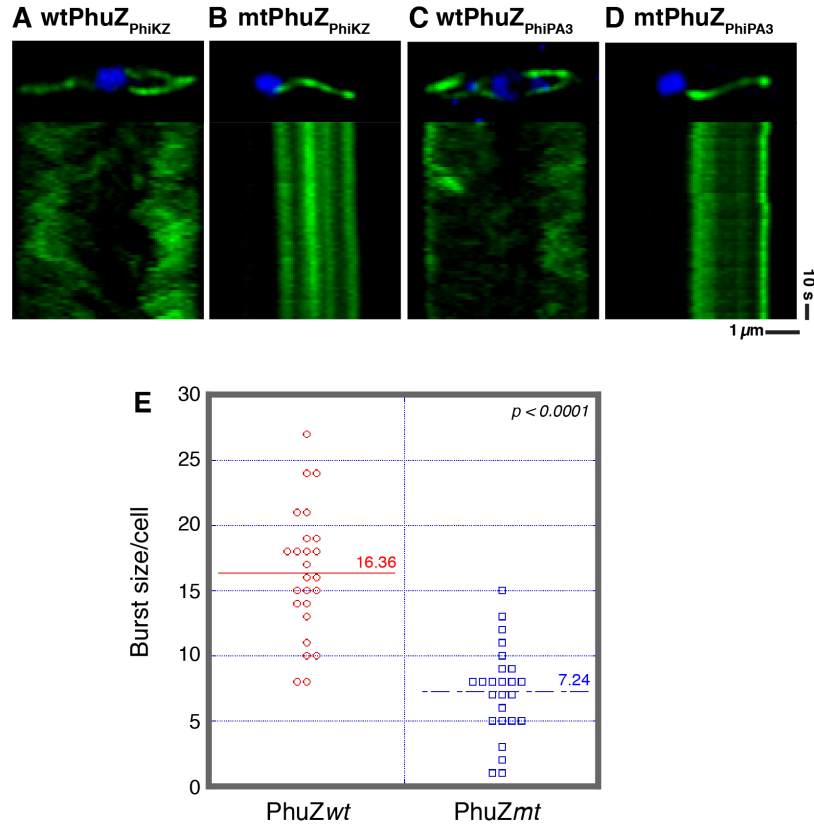 A wtPhuZPhiKZ B mtPhuZPhiKZ C wtPhuZPhiPA3 D mtPhuZPhiPA3
10 s
1 µm
E
30
p < 0.0001
25
20
16.36
15
10
7.24
5
0
Burst size/cell
PhuZwt PhuZmt